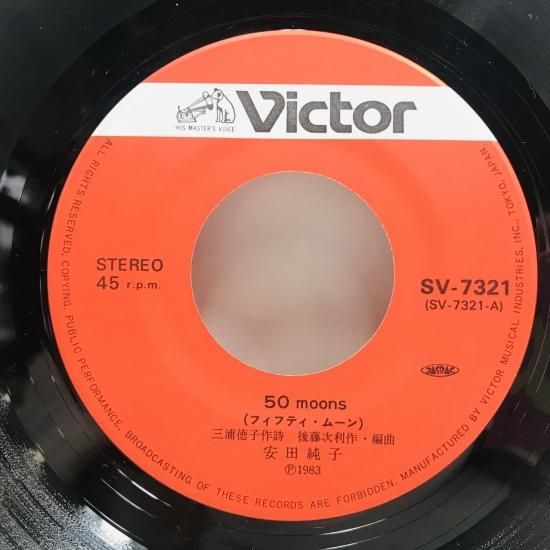 "HIS MASTER'S VOICE"
Victor
STEREO
45 r.p.m.
SV-7321
(SV-7321-A)
JASRAC
50 moons
(フィフティ・ムーン)
三浦徳子作詩 後藤次利作・編曲
安田純子
Ⓟ1983
ALL RIGHTS RESERVED, COPYING, PUBLIC PERFORMANCE, BROADCASTING OF THESE RECORDS ARE FORBIDDEN. MANUFACTURED BY VICTOR MUSICAL INDUSTRIES, INC., TOKYO, JAPAN